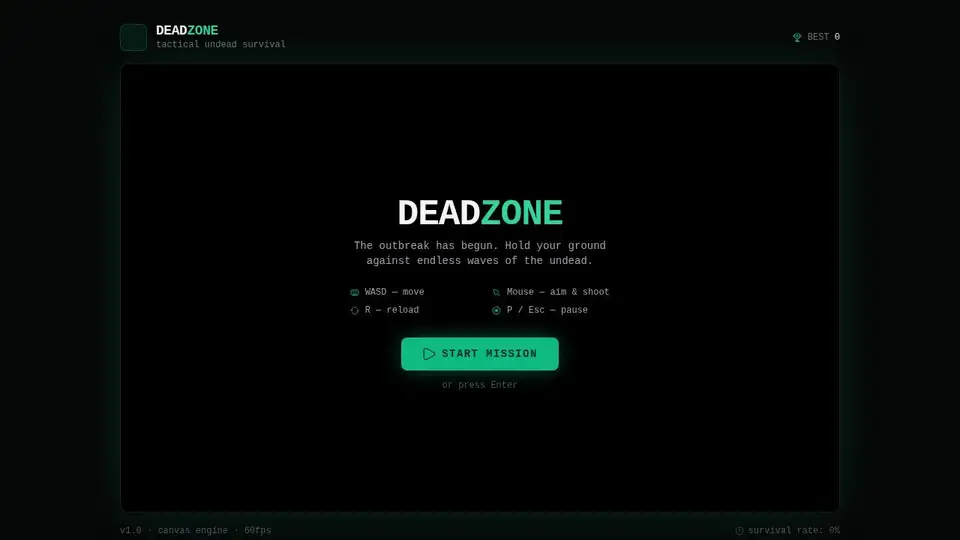 DEADZONE
tactical undead survival
BEST 0
DEADZONE
The outbreak has begun. Hold your ground
against endless waves of the undead.
WASD — move
Mouse — aim & shoot
R — reload
P / Esc — pause
START MISSION
or press Enter
v1.0 · canvas engine · 60fps
survival rate: 0%